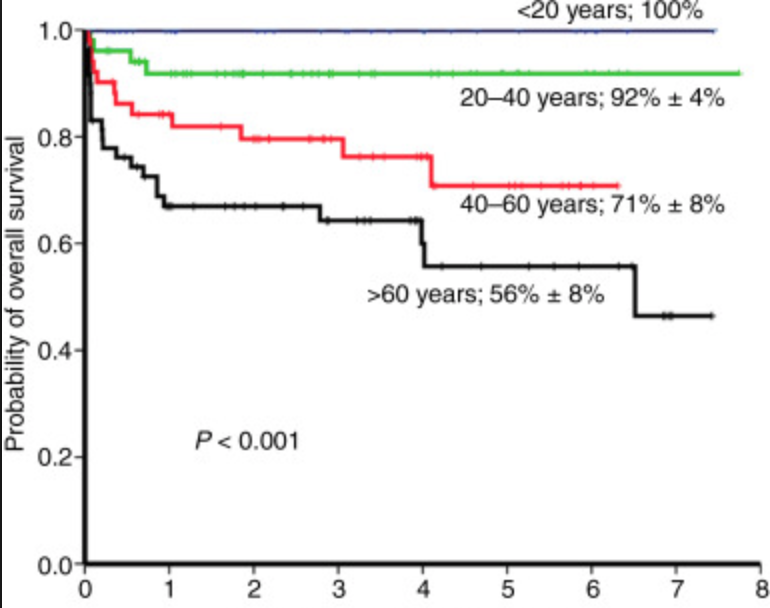 <20 years; 100%
1.0
20–40 years; 92% ± 4%
0.8
40–60 years; 71% ± 8%
0.6
>60 years; 56% ± 8%
0.4
P < 0.001
0.2
0.0
0 1 2 3 4 5 6 7 8
Probability of overall survival